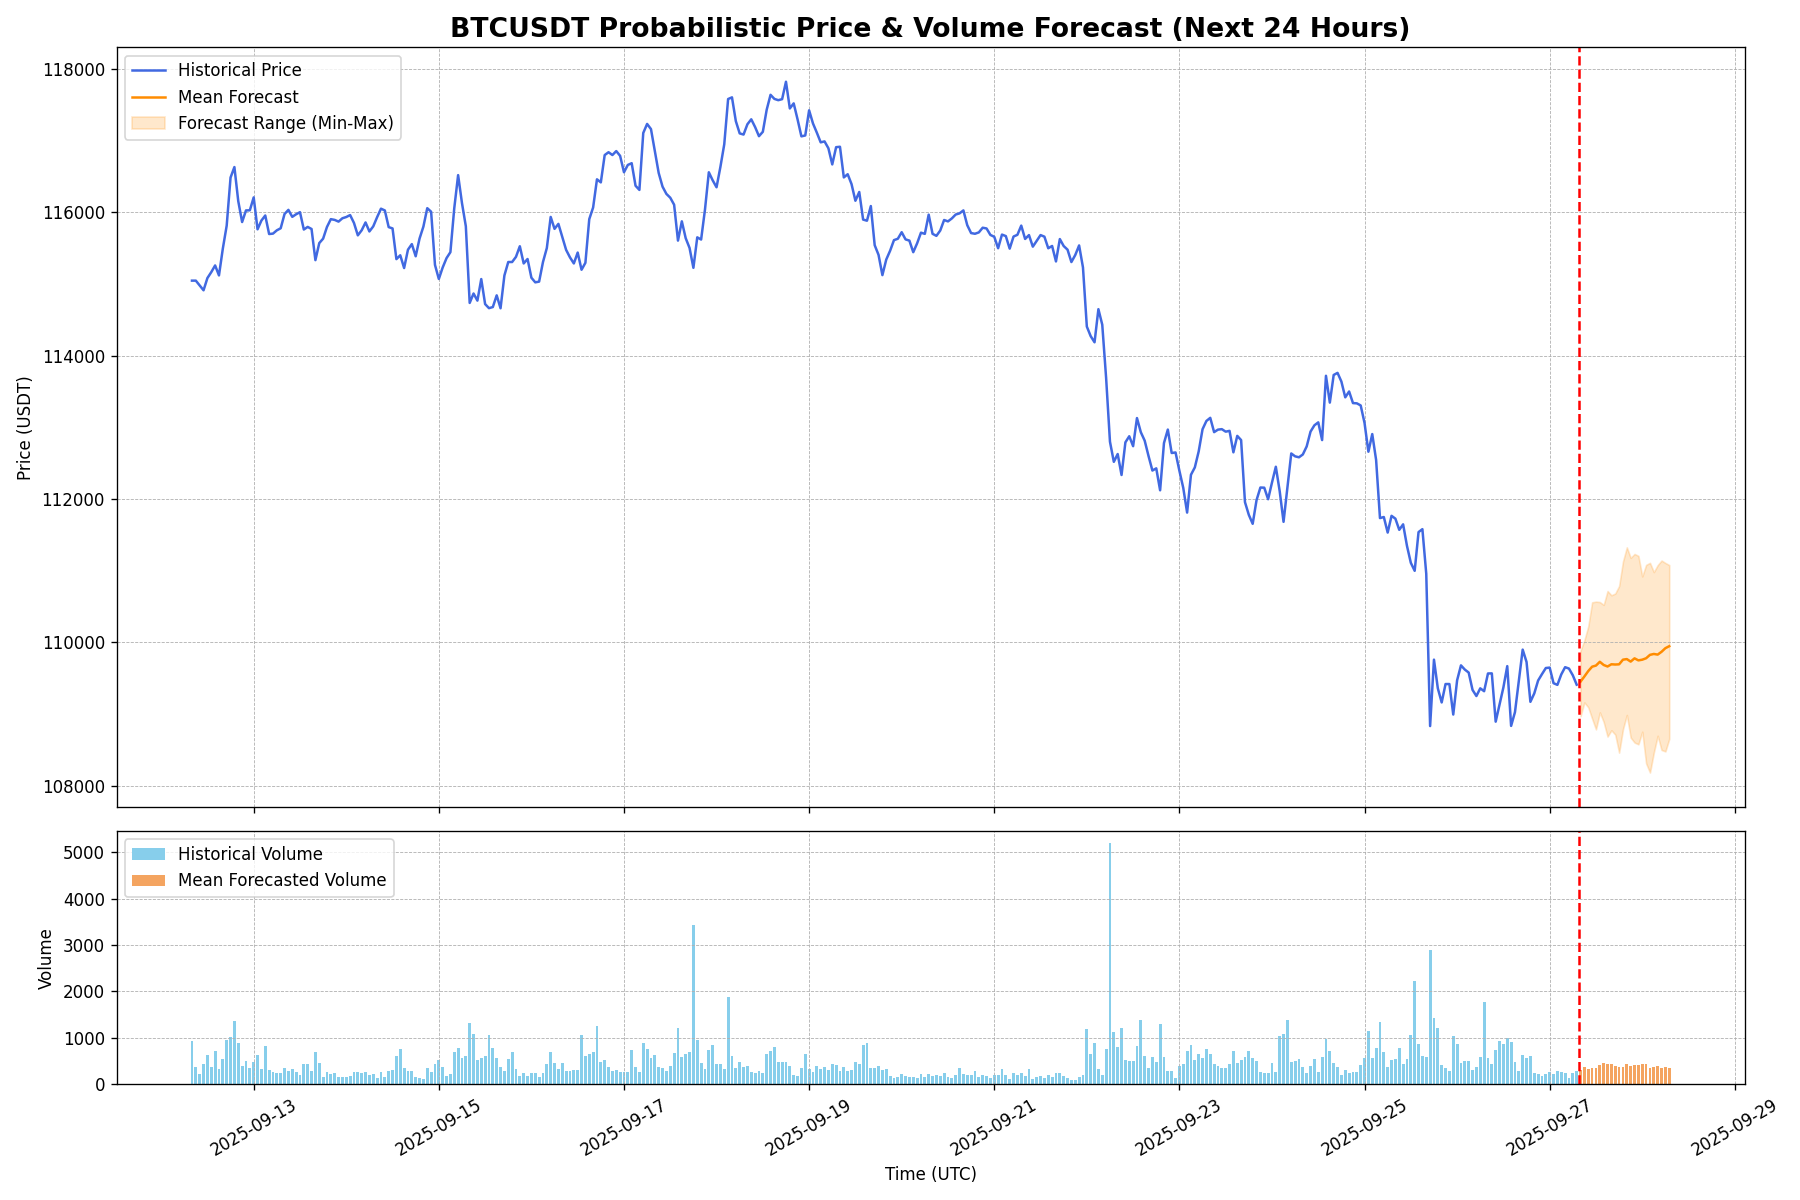 BTCUSDT Probabilistic Price & Volume Forecast (Next 24 Hours)
Historical Price
Mean Forecast
Forecast Range (Min-Max)
118000
116000
114000
112000
110000
108000
Price (USDT)
Historical Volume
Mean Forecasted Volume
5000
4000
3000
2000
1000
0
Volume
2025-09-13
2025-09-15
2025-09-17
2025-09-19
2025-09-21
2025-09-23
2025-09-25
2025-09-27
2025-09-29
Time (UTC)